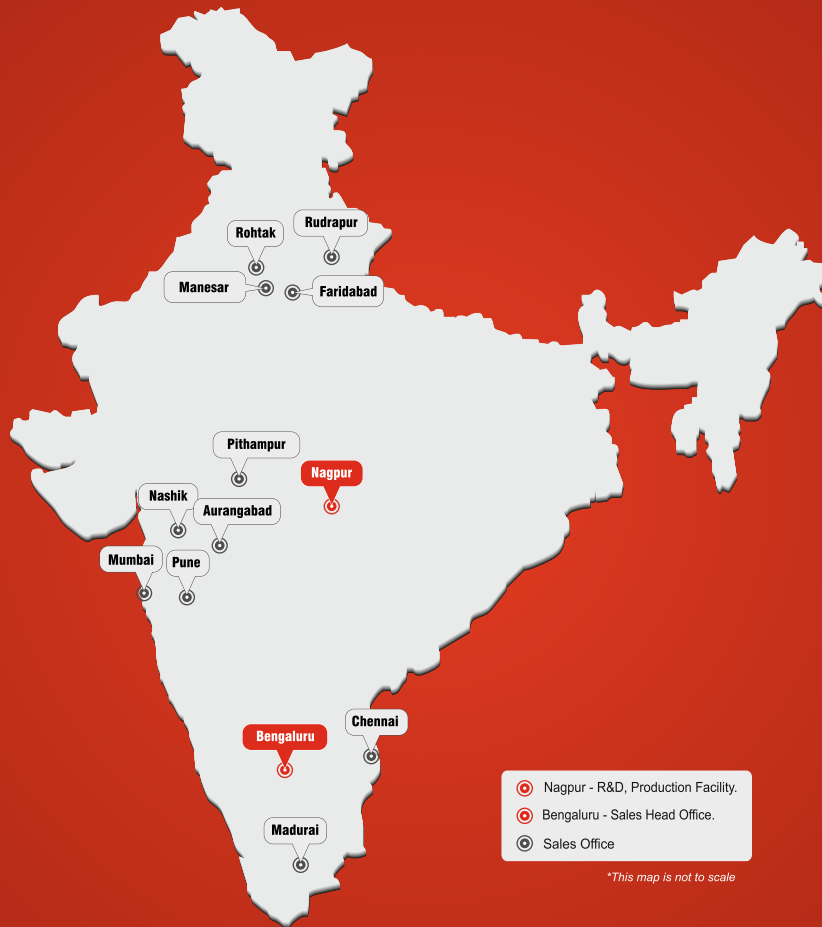 Rudrapur
Rohtak
Manesar
Faridabad
Pithampur
Nagpur
Nashik
Aurangabad
Mumbai
Pune
Chennai
Bengaluru
Madurai
Nagpur - R&D, Production Facility.
Bengaluru - Sales Head Office.
Sales Office
*This map is not to scale